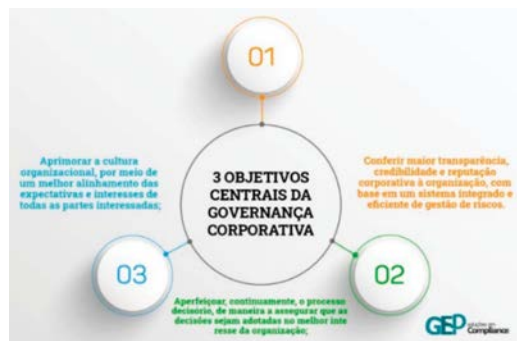 01
Aprimorar a cultura
organizacional, por meio de
um melhor alinhamento das
expectativas e interesses de
todas as partes interessadas;
3 OBJETIVOS
CENTRAIS DA
GOVERNANÇA
CORPORATIVA
Conferir maior transparência,
credibilidade e reputação
corporativa à organização, com
base em um sistema integrado e
eficiente de gestão de riscos.
03
02
Aperfeiçoar, continuamente, o processo
decisório, de maneira a assegurar que as
decisões sejam adotadas no melhor inte
resse da organização;
GEP
soluções em
Compliance